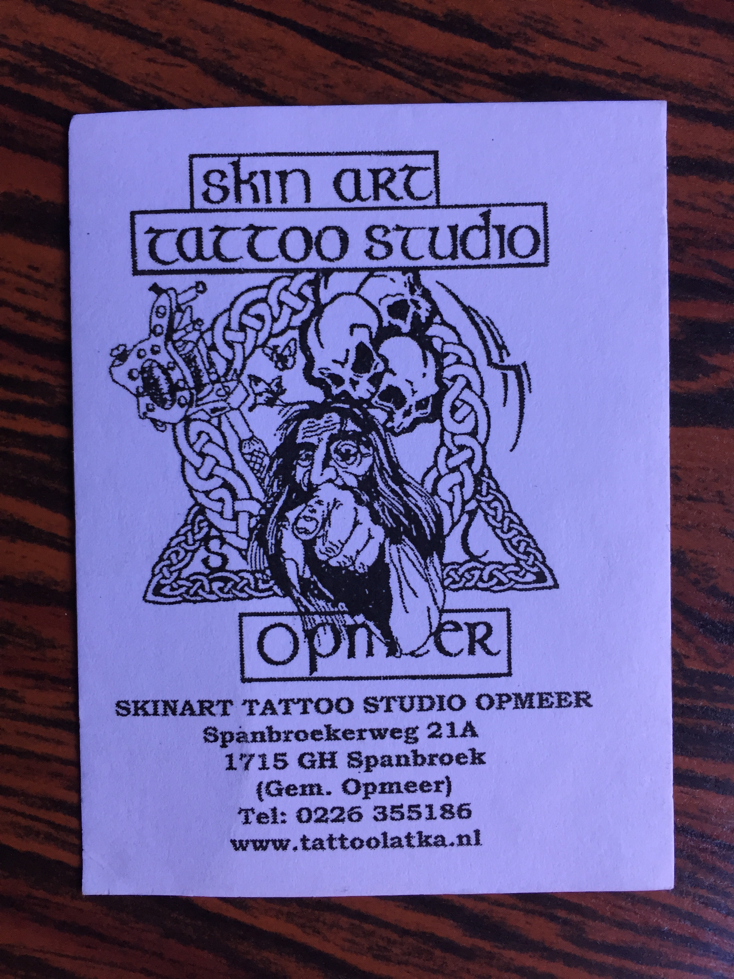 skin art
tattoo studio
S
opmeer
SKINART TATTOO STUDIO OPMEER
Spanbroekerweg 21A
1715 GH Spanbroek
(Gem. Opmeer)
Tel: 0226 355186
www.tattoolatka.nl